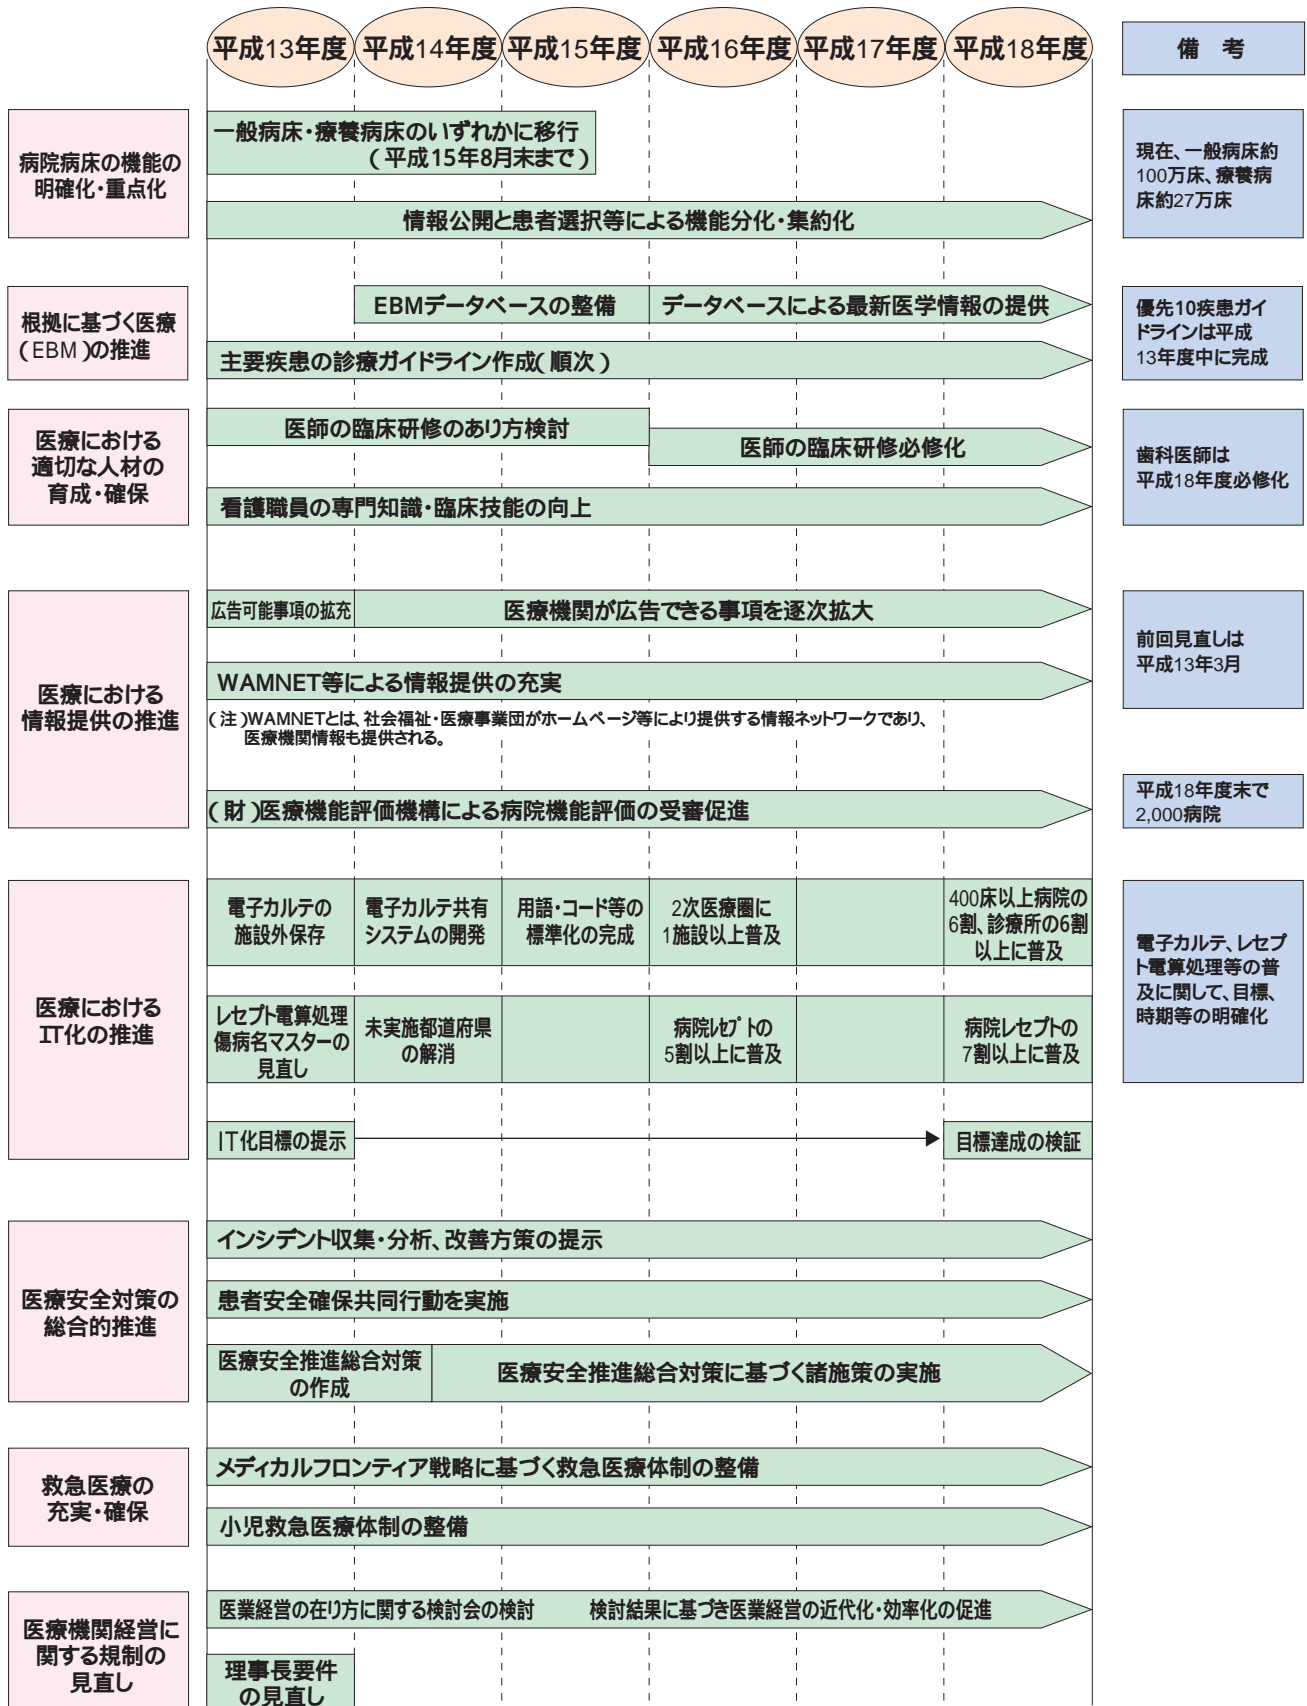 平成13年度 平成14年度 平成15年度 平成16年度 平成17年度 平成18年度 備 考
病院病床の機能の
明確化・重点化
一般病床・療養病床のいずれかに移行
（平成15年8月末まで）
情報公開と患者選択等による機能分化・集約化
現在、一般病床約
100万床、療養病
床約27万床
根拠に基づく医療
（EBM）の推進
EBMデータベースの整備
データベースによる最新医学情報の提供
主要疾患の診療ガイドライン作成（順次）
優先10疾患ガイ
ドラインは平成
13年度中に完成
医療における
適切な人材の
育成・確保
医師の臨床研修のあり方検討
医師の臨床研修必修化
看護職員の専門知識・臨床技能の向上
歯科医師は
平成18年度必修化
医療における
情報提供の推進
広告可能事項の拡充
医療機関が広告できる事項を逐次拡大
WAMNET等による情報提供の充実
（注）WAMNETとは、社会福祉・医療事業団がホームページ等により提供する情報ネットワークであり、
医療機関情報も提供される。
（財）医療機能評価機構による病院機能評価の受審促進
前回見直しは
平成13年3月
平成18年度末で
2,000病院
医療における
IT化の推進
電子カルテの
施設外保存
電子カルテ共有
システムの開発
用語・コード等の
標準化の完成
2次医療圏に
1施設以上普及
400床以上病院の
6割、診療所の6割
以上に普及
レセプト電算処理
傷病名マスターの
見直し
未実施都道府県
の解消
病院レセプトの
5割以上に普及
病院レセプトの
7割以上に普及
IT化目標の提示
目標達成の検証
電子カルテ、レセプ
ト電算処理等の普
及に関して、目標、
時期等の明確化
医療安全対策の
総合的推進
インシデント収集・分析、改善方策の提示
患者安全確保共同行動を実施
医療安全推進総合対策
の作成
医療安全推進総合対策に基づく諸施策の実施
救急医療の
充実・確保
メディカルフロンティア戦略に基づく救急医療体制の整備
小児救急医療体制の整備
医療機関経営に
関する規制の
見直し
医業経営の在り方に関する検討会の検討
検討結果に基づき医業経営の近代化・効率化の促進
理事長要件
の見直し